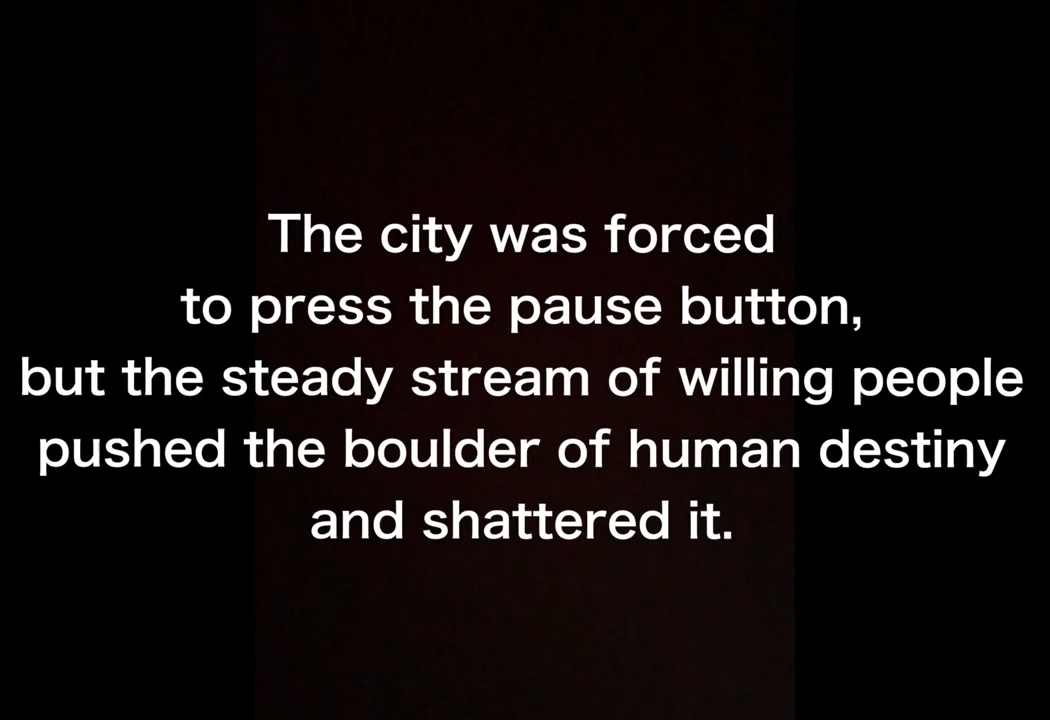 The city was forced
to press the pause button,
but the steady stream of willing people
pushed the boulder of human destiny
and shattered it.